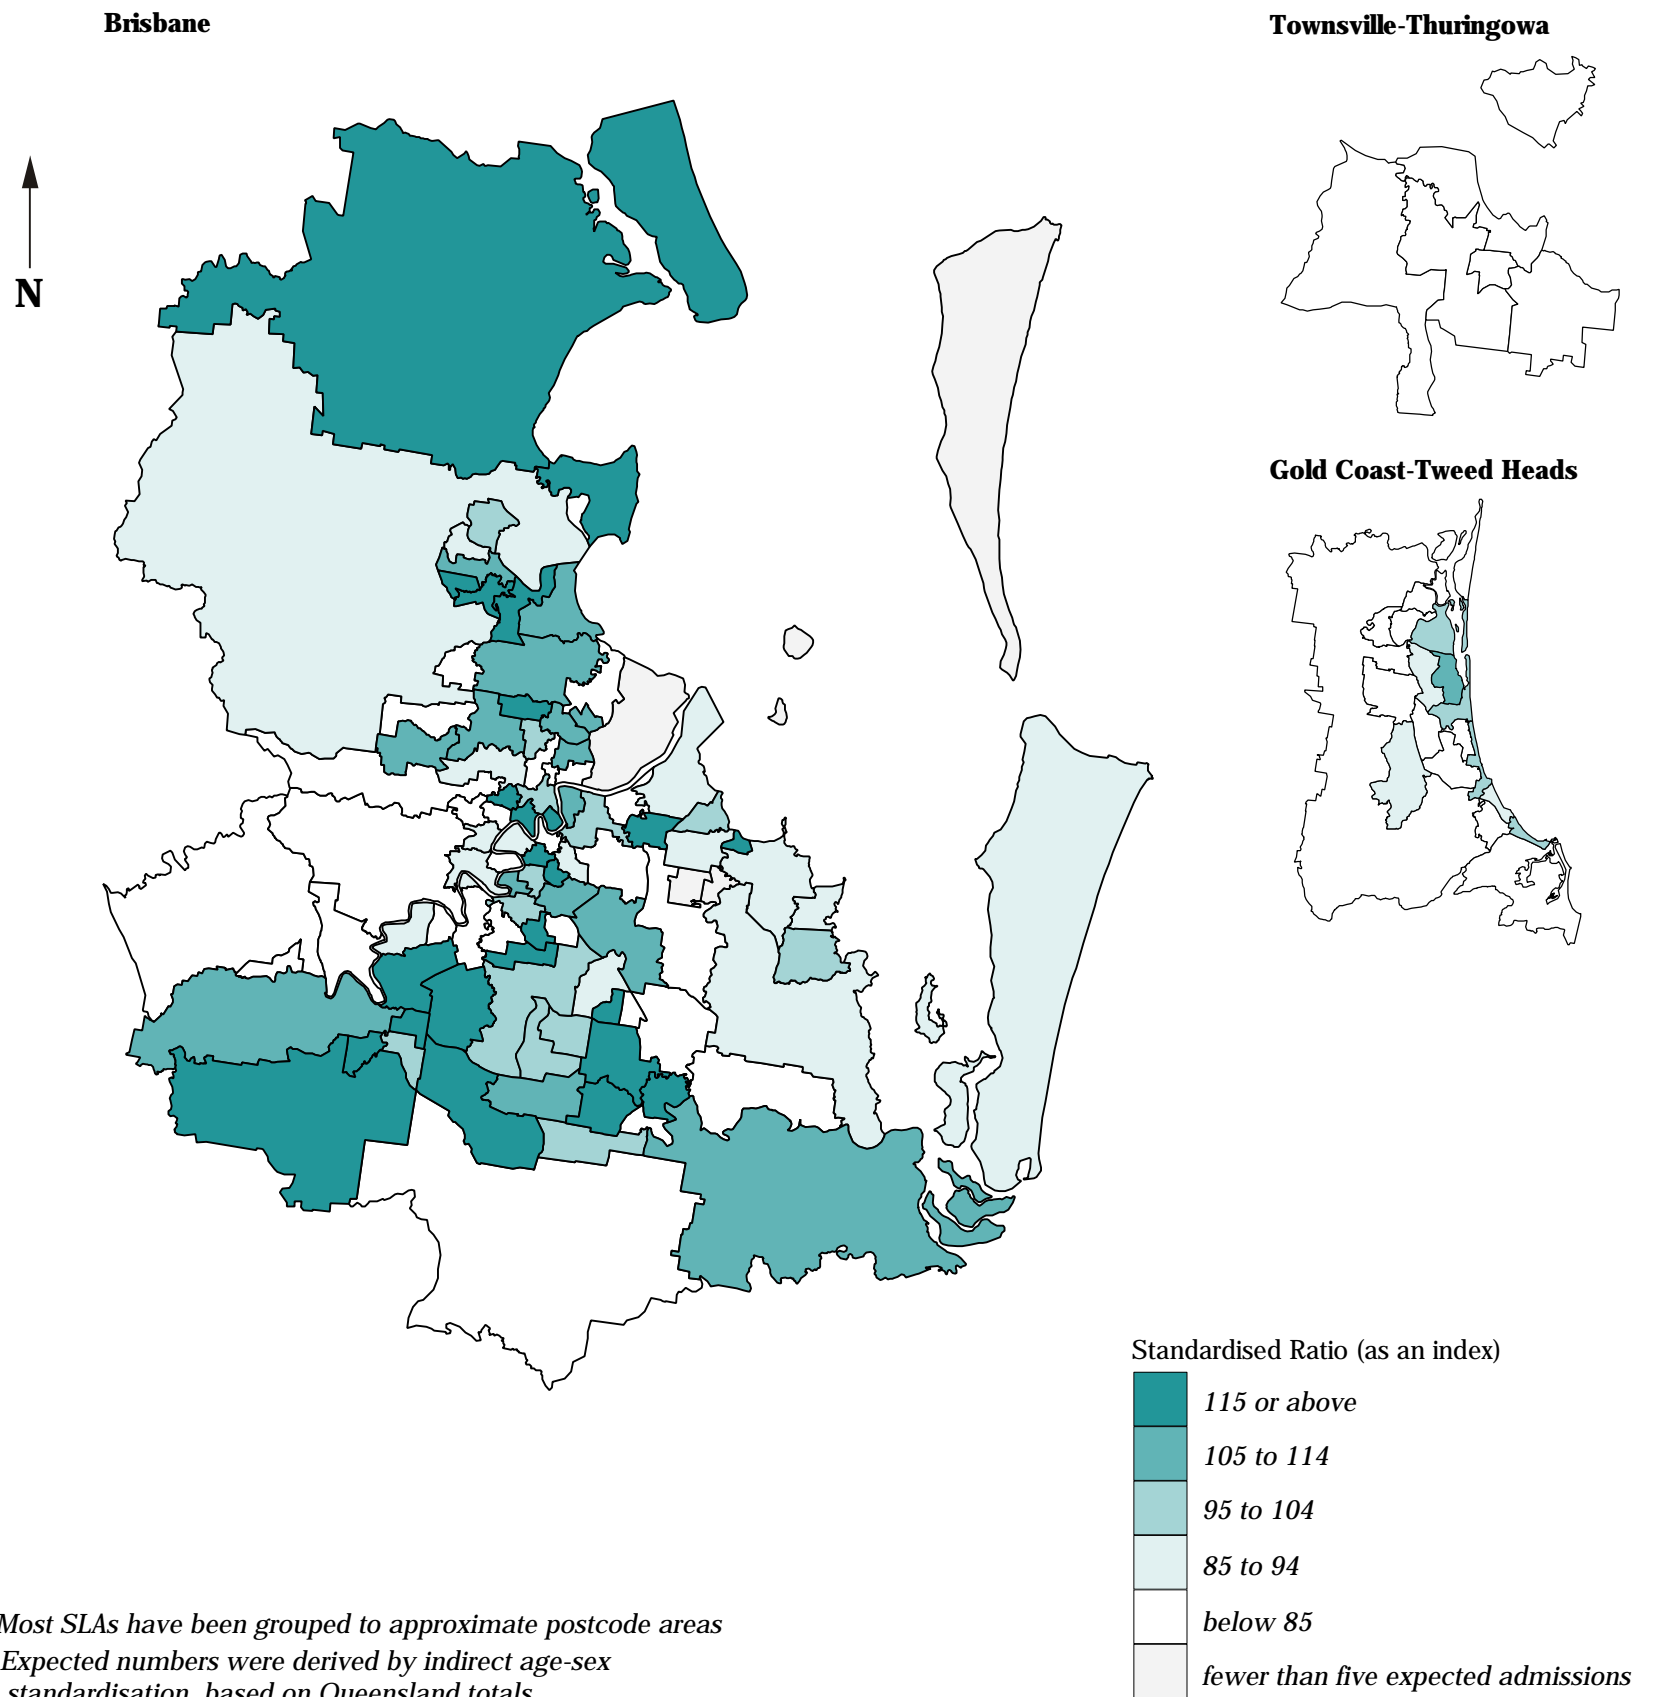 Brisbane
Townsville-Thuringowa
N
Gold Coast-Tweed Heads
Standardised Ratio (as an index)
115 or above
105 to 114
95 to 104
85 to 94
below 85
fewer than five expected admissions
Most SLAs have been grouped to approximate postcode areas
Expected numbers were derived by indirect age-sex
standardisation, based on Queensland totals